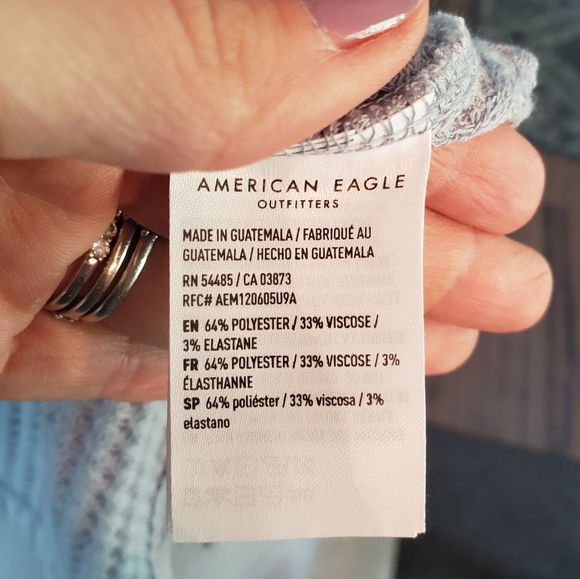 AMERICAN EAGLE
OUTFITTERS
MADE IN GUATEMALA / FABRIQUÉ AU
GUATEMALA / HECHO EN GUATEMALA
RN 54485 / CA 03873
RFC# AEM120605U9A
EN 64% POLYESTER / 33% VISCOSE /
3% ELASTANE
FR 64% POLYESTER / 33% VISCOSE / 3%
ÉLASTHANNE
SP 64% poliéster / 33% viscosa / 3%
elastano